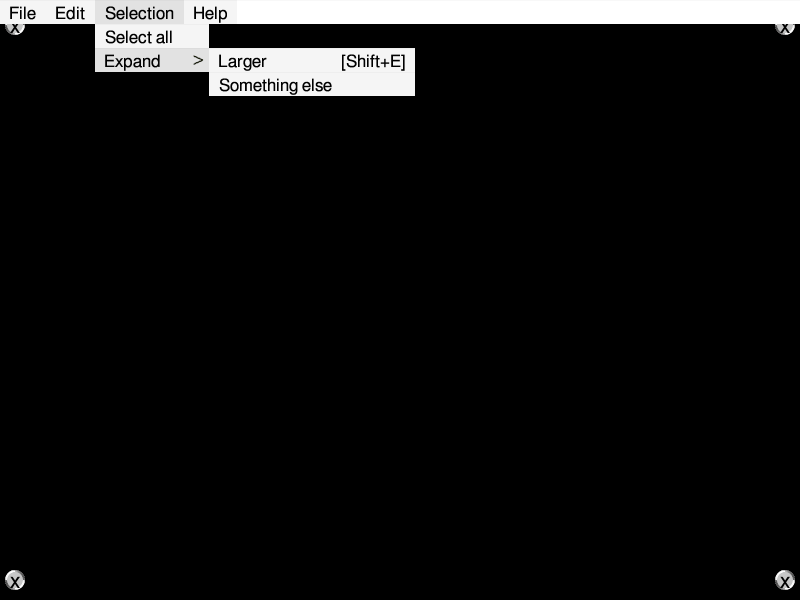 File Edit Selection Help
X X
Select all
Expand > Larger [Shift+E]
Something else
X X